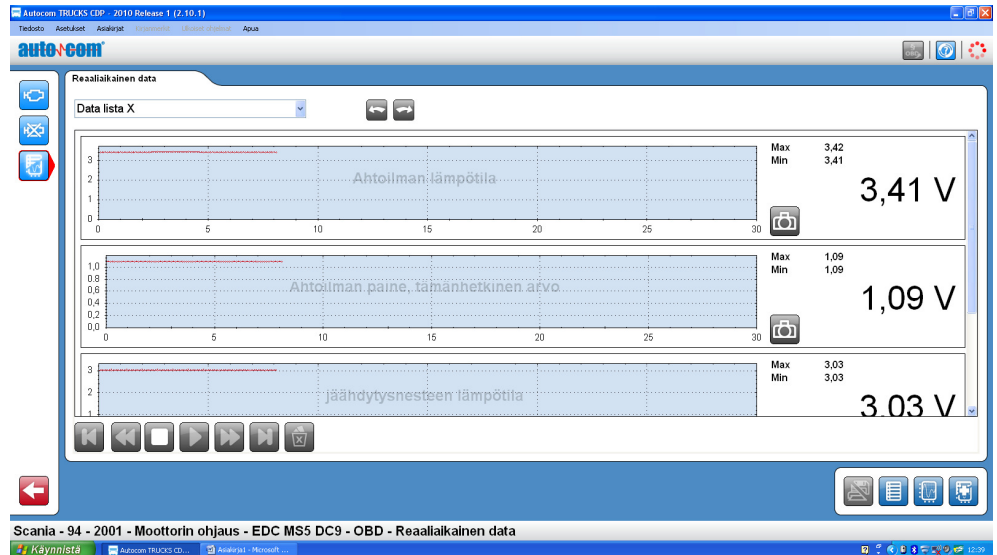 Autocom TRUCKS CDP - 2010 Release 1 (2.10.1)
Tiedosto Asetukset Asiakirjat Apua
autocom
Reaaliaikainen data
Data lista X
Ahtoilman lämpötila
3
2
1
0
0 5 10 15 20 25 30
Max 3,42
Min 3,41
3,41 V
Ahtoilman paine, tämänhetkinen arvo
1,0
0,8
0,6
0,4
0,2
0,0
0 5 10 15 20 25 30
Max 1,09
Min 1,09
1,09 V
jäähdytysnesteen lämpötila
3
2
1
Max 3,03
Min 3,03
3,03 V
Scania - 94 - 2001 - Moottorin ohjaus - EDC MS5 DC9 - OBD - Reaaliaikainen data
Käynnistä Autocom TRUCKS CD... Asiakirja1 - Microsoft ... 12:39